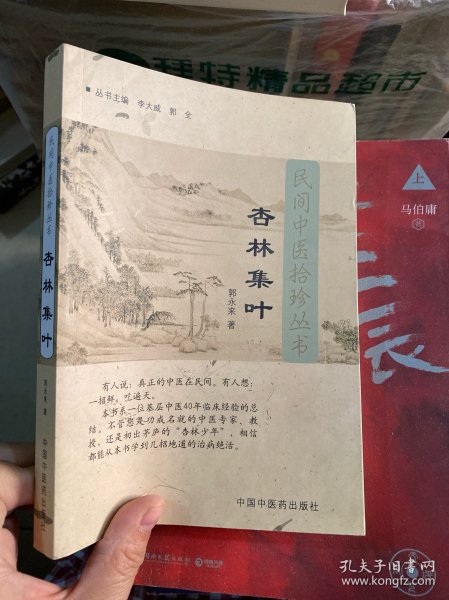 拜特精品超市
丛书主编 李大威 郭全
民间中医拾珍丛书
杏林集叶
郭永来 著
有人说:真正的中医在民间。有人想:
一招鲜,吃遍天。
本书系一位基层中医40年临床经验的总
结,不管您是功成名就的中医专家、教
授,还是初出茅庐的“杏林少年”,相信
都能从本书学到几招地道的治病绝活。
中国中医药出版社
民间中医拾珍丛书
杏林集叶
郭永来 著
中国中医药出版社
上
马伯庸
著
孔夫子旧书网
www.kongfz.com